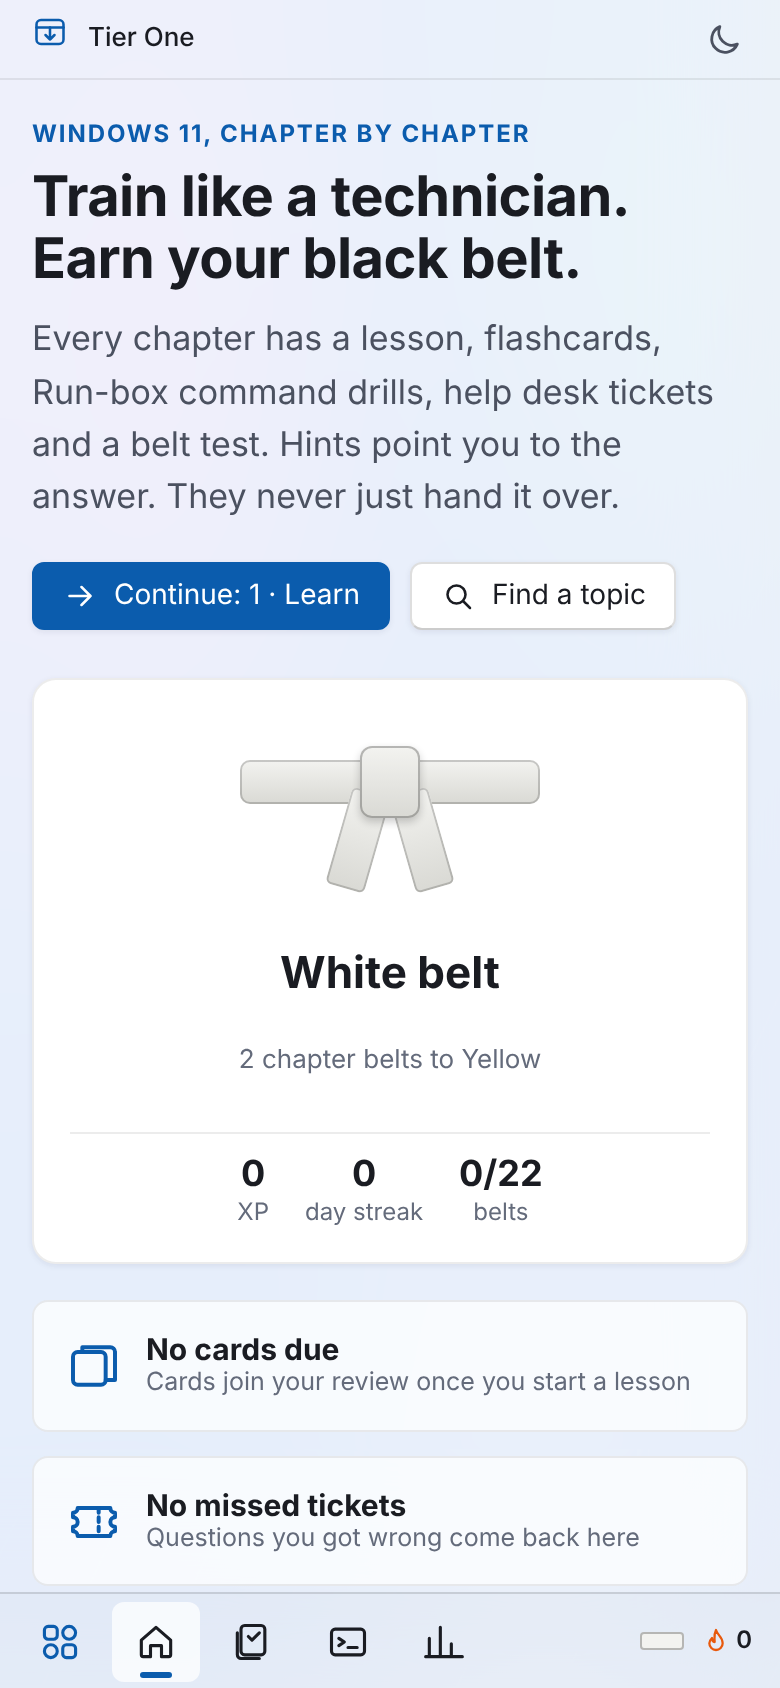 Tier One
WINDOWS 11, CHAPTER BY CHAPTER
Train like a technician.
Earn your black belt.
Every chapter has a lesson, flashcards,
Run-box command drills, help desk tickets
and a belt test. Hints point you to the
answer. They never just hand it over.
Continue: 1 · Learn
Find a topic
White belt
2 chapter belts to Yellow
0 0 0/22
XP day streak belts
No cards due
Cards join your review once you start a lesson
No missed tickets
Questions you got wrong come back here
0